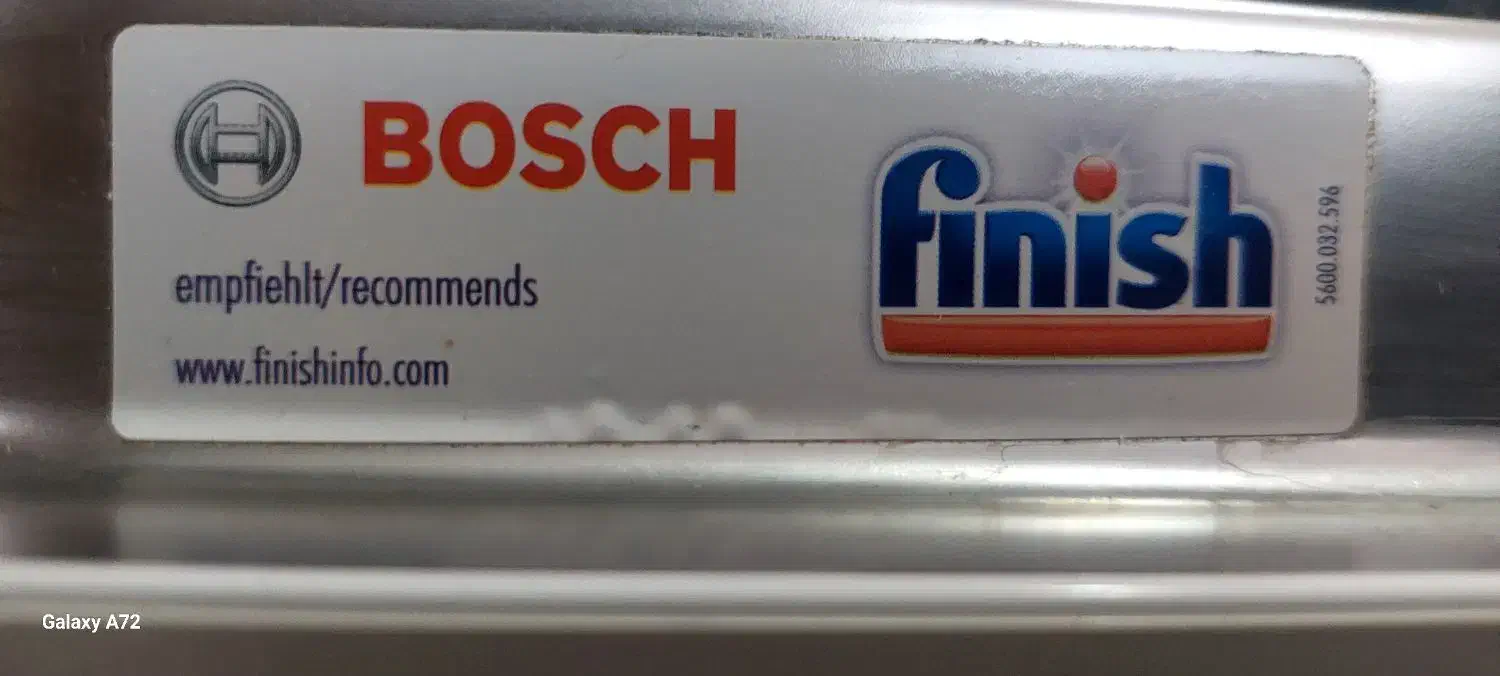 BOSCH
empfiehlt/recommends
www.finishinfo.com
finish
5600.032.596
Galaxy A72